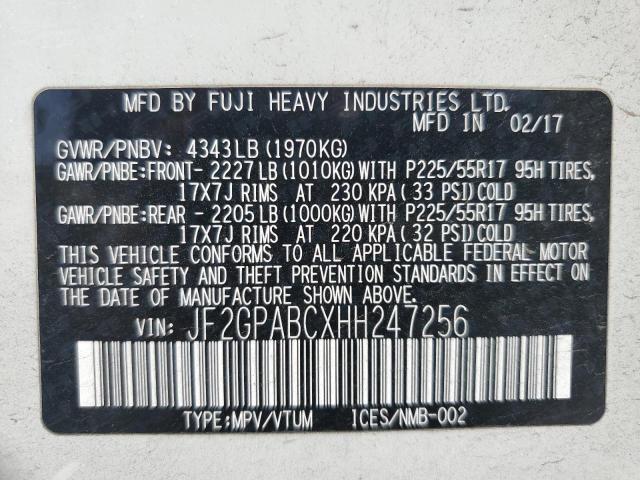 MFD BY FUJI HEAVY INDUSTRIES LTD.
MFD IN 02/17
GVWR/PNBV: 4343LB(1970KG)
GAWR/PNBE:FRONT- 2227LB(1010KG)WITH P225/55R17 95H TIRES,
17X7J RIMS AT 230 KPA(33 PSI)COLD
GAWR/PNBE:REAR - 2205LB(1000KG)WITH P225/55R17 95H TIRES,
17X7J RIMS AT 220 KPA(32 PSI)COLD
THIS VEHICLE CONFORMS TO ALL APPLICABLE FEDERAL MOTOR
VEHICLE SAFETY AND THEFT PREVENTION STANDARDS IN EFFECT ON
THE DATE OF MANUFACTURE SHOWN ABOVE.
VIN: JF2GPABCXHH247256
TYPE:MPV/VTUM ICES/NMB-002